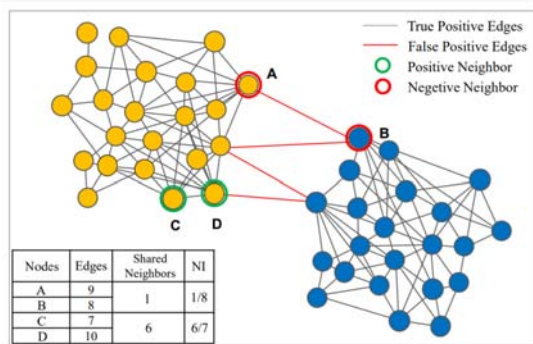 True Positive Edges
False Positive Edges
Positive Neighbor
Negetive Neighbor
A
B
C
D
Nodes Edges Shared Neighbors NI
A 9 1 1/8
B 8
C 7 6 6/7
D 10